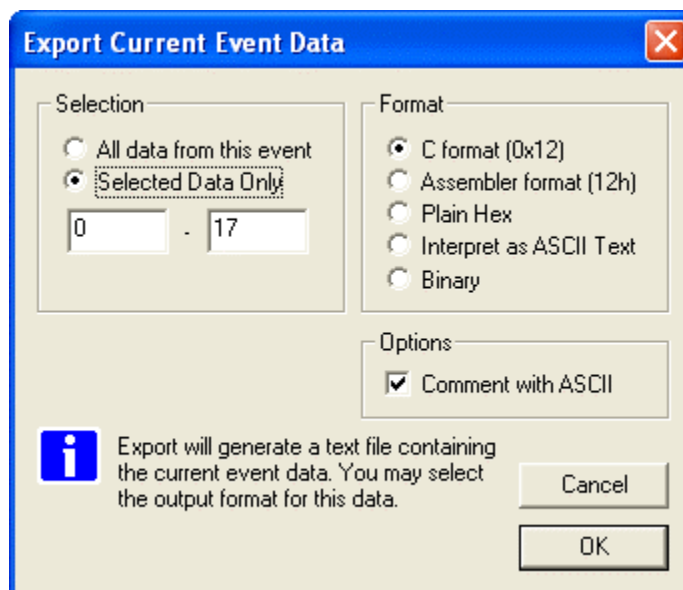 Export Current Event Data
Selection
All data from this event
Selected Data Only
0 - 17
Format
C format (0x12)
Assembler format (12h)
Plain Hex
Interpret as ASCII Text
Binary
Options
Comment with ASCII
Export will generate a text file containing
the current event data. You may select
the output format for this data.
Cancel
OK